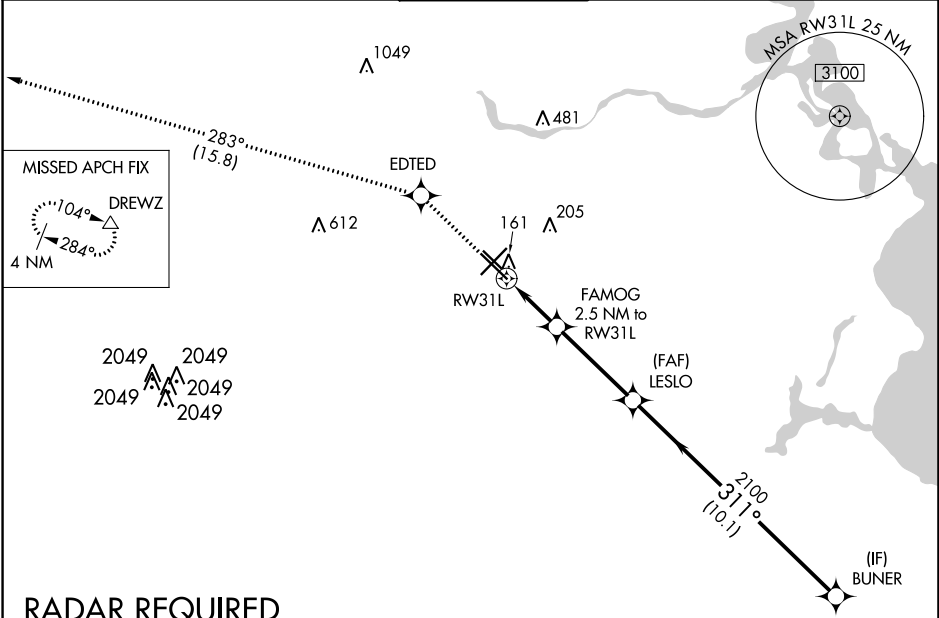 1049
MSA RW31L 25 NM
3100
481
283°
(15.8)
EDTED
MISSED APCH FIX
104°
DREWZ
284°
4 NM
612
161
205
RW31L
FAMOG
2.5 NM to
RW31L
(FAF)
LESLO
2049
2049
2049
2049
2049
2100
311°
(10.1)
(IF)
BUNER
RADAR REQUIRED